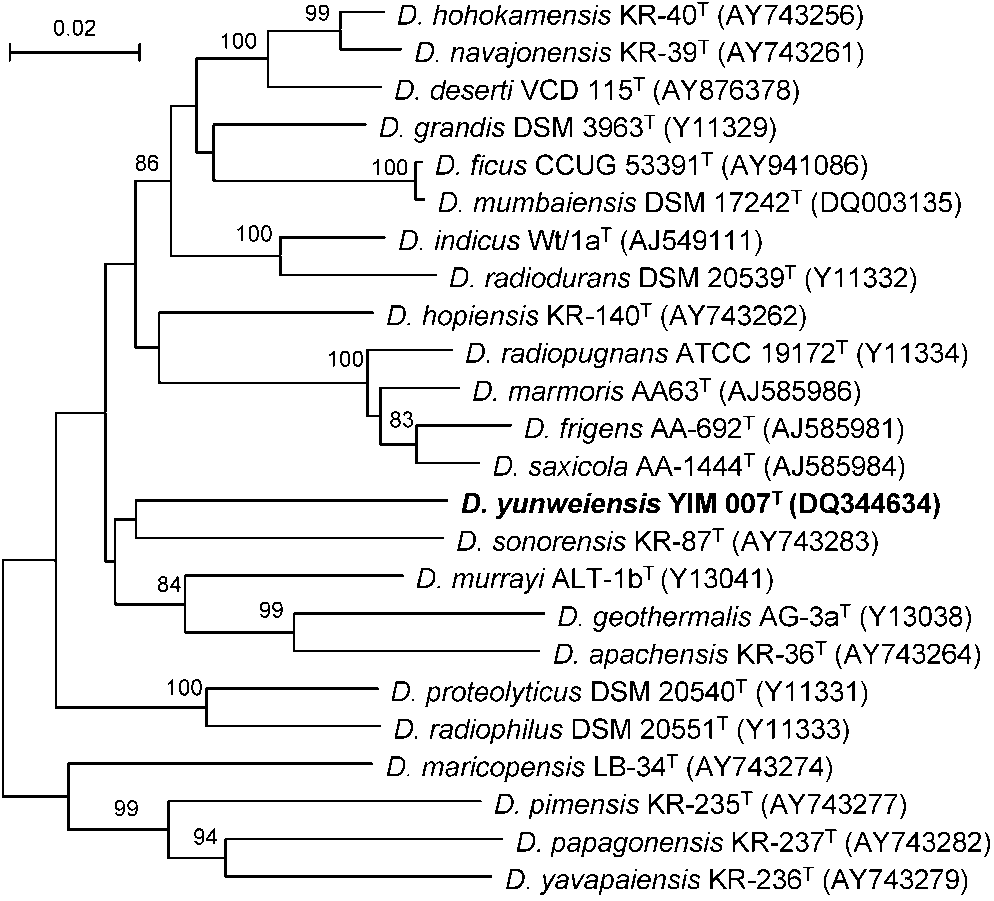 0.02
99
D. hohokamensis KR-40ᵀ (AY743256)
100
D. navajonensis KR-39ᵀ (AY743261)
D. deserti VCD 115ᵀ (AY876378)
D. grandis DSM 3963ᵀ (Y11329)
86
100
D. ficus CCUG 53391ᵀ (AY941086)
D. mumbaiensis DSM 17242ᵀ (DQ003135)
100
D. indicus Wt/1aᵀ (AJ549111)
D. radiodurans DSM 20539ᵀ (Y11332)
D. hopiensis KR-140ᵀ (AY743262)
100
D. radiopugnans ATCC 19172ᵀ (Y11334)
D. marmoris AA63ᵀ (AJ585986)
83
D. frigens AA-692ᵀ (AJ585981)
D. saxicola AA-1444ᵀ (AJ585984)
D. yunweiensis YIM 007ᵀ (DQ344634)
D. sonorensis KR-87ᵀ (AY743283)
84
D. murrayi ALT-1bᵀ (Y13041)
99
D. geothermalis AG-3aᵀ (Y13038)
D. apachensis KR-36ᵀ (AY743264)
100
D. proteolyticus DSM 20540ᵀ (Y11331)
D. radiophilus DSM 20551ᵀ (Y11333)
D. maricopensis LB-34ᵀ (AY743274)
99
D. pimensis KR-235ᵀ (AY743277)
94
D. papagonensis KR-237ᵀ (AY743282)
D. yavapaiensis KR-236ᵀ (AY743279)